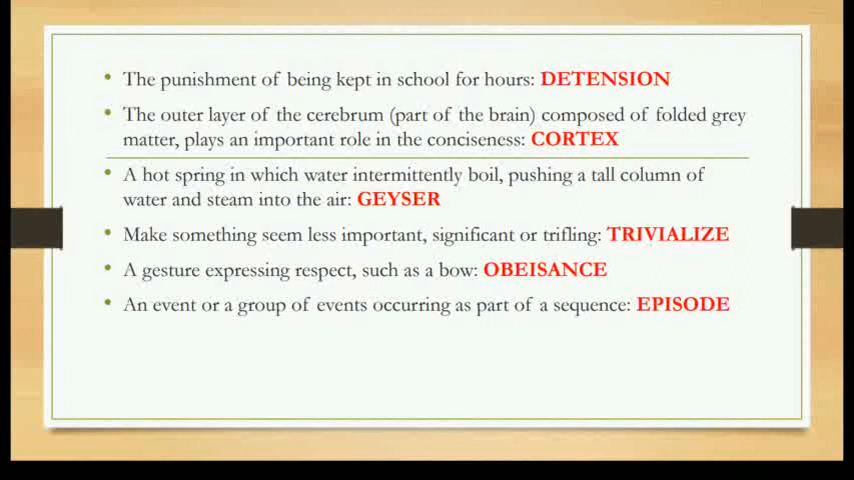 • The punishment of being kept in school for hours: DETENSION
• The outer layer of the cerebrum (part of the brain) composed of folded grey
matter, plays an important role in the conciseness: CORTEX
• A hot spring in which water intermittently boil, pushing a tall column of
water and steam into the air: GEYSER
• Make something seem less important, significant or trifling: TRIVIALIZE
• A gesture expressing respect, such as a bow: OBEISANCE
• An event or a group of events occurring as part of a sequence: EPISODE